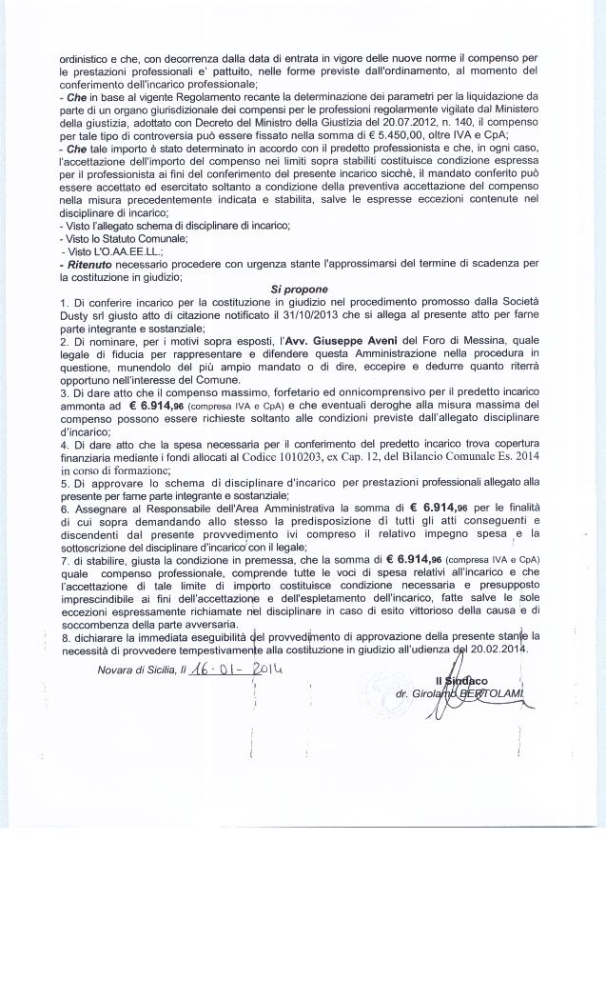 ordinistico e che, con decorrenza dalla data di entrata in vigore delle nuove norme il compenso per
le prestazioni professionali e' pattuito, nelle forme previste dall'ordinamento, al momento del
conferimento dell'incarico professionale;
- Che in base al vigente Regolamento recante la determinazione dei parametri per la liquidazione da
parte di un organo giurisdizionale dei compensi per le professioni regolarmente vigilate dal Ministero
della giustizia, adottato con Decreto del Ministro della Giustizia del 20.07.2012, n. 140, il compenso
per tale tipo di controversia può essere fissato nella somma di € 5.450,00, oltre IVA e CpA;
- Che tale importo è stato determinato in accordo con il predetto professionista e che, in ogni caso,
l'accettazione dell'importo del compenso nei limiti sopra stabiliti costituisce condizione espressa
per il professionista ai fini del conferimento del presente incarico sicchè, il mandato conferito può
essere accettato ed esercitato soltanto a condizione della preventiva accettazione del compenso
nella misura precedentemente indicata e stabilita, salve le espresse eccezioni contenute nel
disciplinare di incarico;
- Visto l'allegato schema di disciplinare di incarico;
- Visto lo Statuto Comunale;
- Visto L'O.AA.EE.LL.;
- Ritenuto necessario procedere con urgenza stante l'approssimarsi del termine di scadenza per
la costituzione in giudizio;
Si propone
1. Di conferire incarico per la costituzione in giudizio nel procedimento promosso dalla Società
Dusty srl giusto atto di citazione notificato il 31/10/2013 che si allega al presente atto per farne
parte integrante e sostanziale;
2. Di nominare, per i motivi sopra esposti, l'Avv. Giuseppe Aveni del Foro di Messina, quale
legale di fiducia per rappresentare e difendere questa Amministrazione nella procedura in
questione, munendolo del più ampio mandato o di dire, eccepire e dedurre quanto riterrà
opportuno nell'interesse del Comune.
3. Di dare atto che il compenso massimo, forfetario ed onnicomprensivo per il predetto incarico
ammonta ad € 6.914,96 (compresa IVA e CpA) e che eventuali deroghe alla misura massima del
compenso possono essere richieste soltanto alle condizioni previste dall'allegato disciplinare
d'incarico;
4. Di dare atto che la spesa necessaria per il conferimento del predetto incarico trova copertura
finanziaria mediante i fondi allocati al Codice 1010203, ex Cap. 12, del Bilancio Comunale Es. 2014
in corso di formazione;
5. Di approvare lo schema di disciplinare d'incarico per prestazioni professionali allegato alla
presente per farne parte integrante e sostanziale;
6. Assegnare al Responsabile dell'Area Amministrativa la somma di € 6.914,96 per le finalità
di cui sopra demandando allo stesso la predisposizione di tutti gli atti conseguenti e
discendenti dal presente provvedimento ivi compreso il relativo impegno spesa e la
sottoscrizione del disciplinare d'incarico con il legale;
7. di stabilire, giusta la condizione in premessa, che la somma di € 6.914,96 (compresa IVA e CpA)
quale compenso professionale, comprende tutte le voci di spesa relativi all'incarico e che
l'accettazione di tale limite di importo costituisce condizione necessaria e presupposto
imprescindibile ai fini dell'accettazione e dell'espletamento dell'incarico, fatte salve le sole
eccezioni espressamente richiamate nel disciplinare in caso di esito vittorioso della causa e di
soccombenza della parte avversaria.
8. dichiarare la immediata eseguibilità del provvedimento di approvazione della presente stante la
necessità di provvedere tempestivamente alla costituzione in giudizio all'udienza del 20.02.2014.
Novara di Sicilia, lì 16-01-2014
Il Sindaco
dr. Girolamo BERTOLAMI